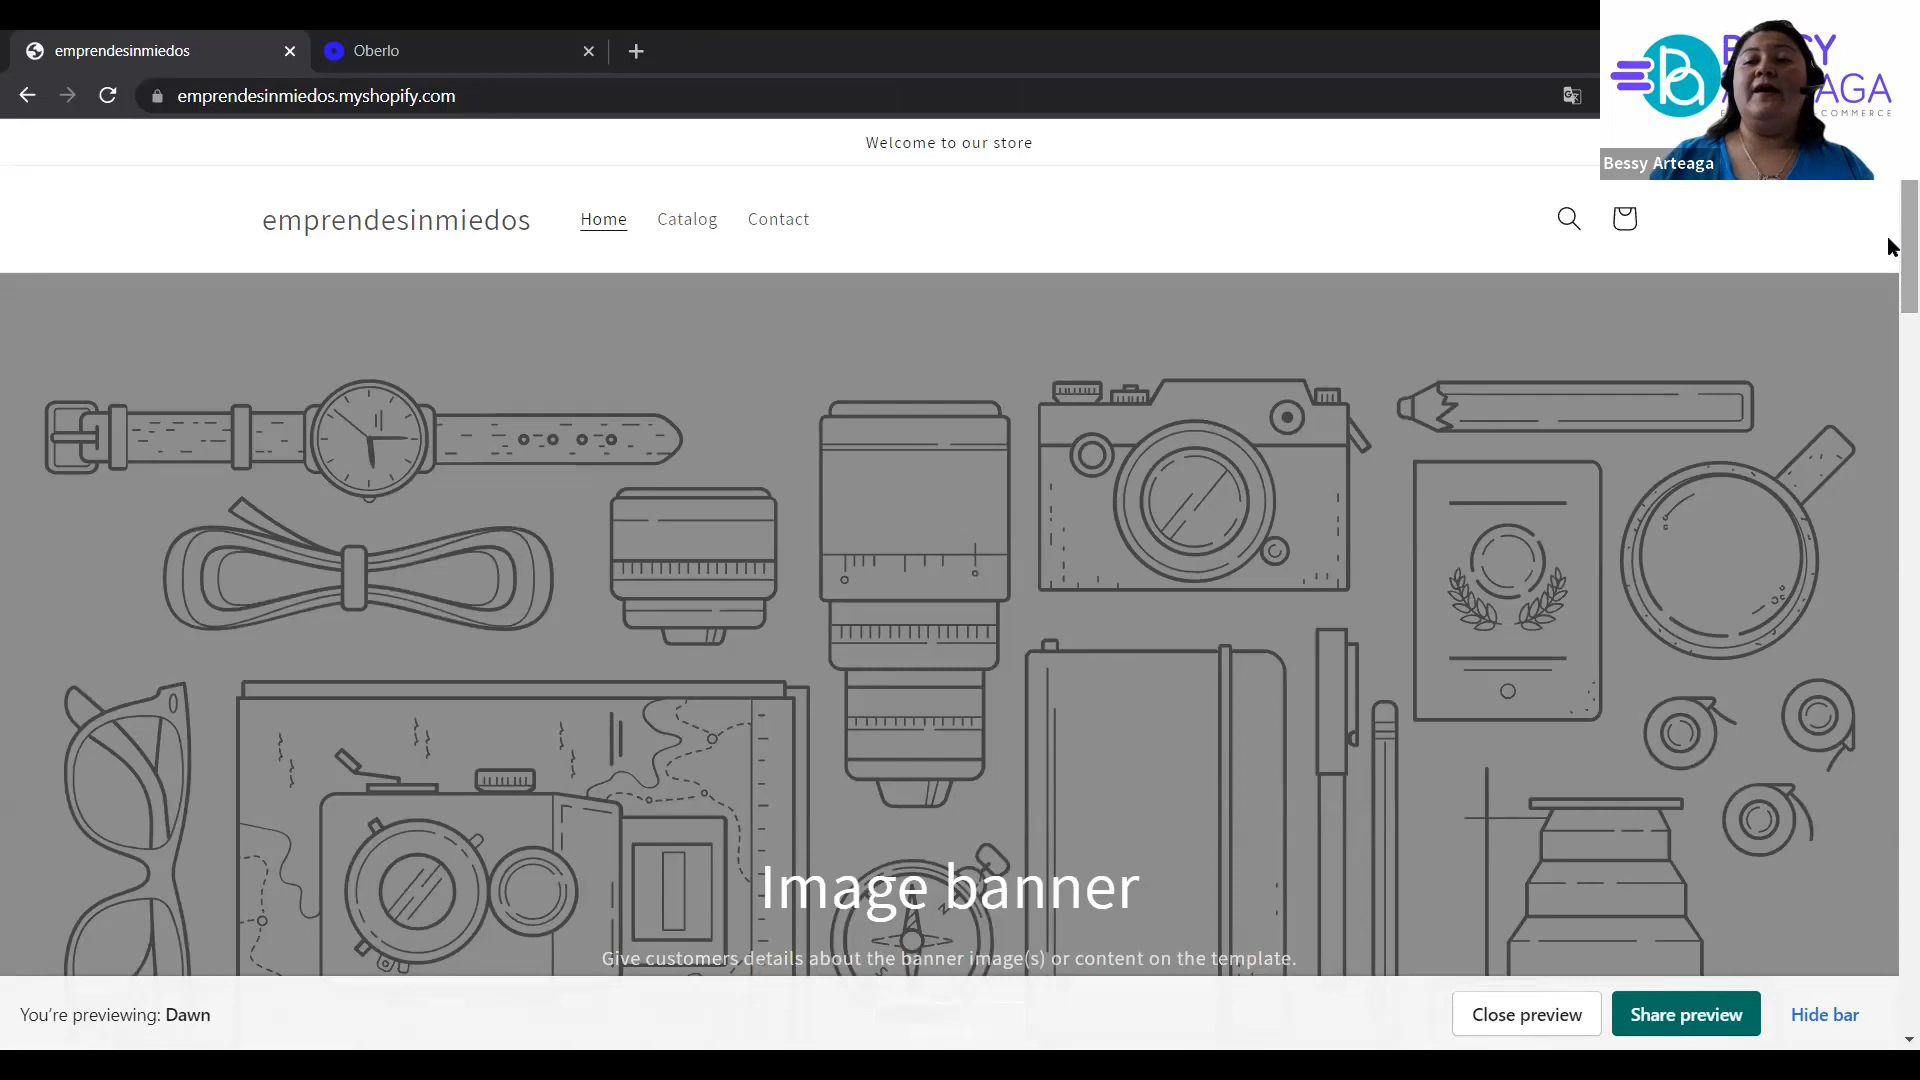 emprendesinmiedos
Oberlo
emprendesinmiedos.myshopify.com
Bessy Arteaga
Welcome to our store
emprendesinmiedos
Home
Catalog
Contact
Image banner
Give customers details about the banner image(s) or content on the template.
You're previewing: Dawn
Close preview
Share preview
Hide bar